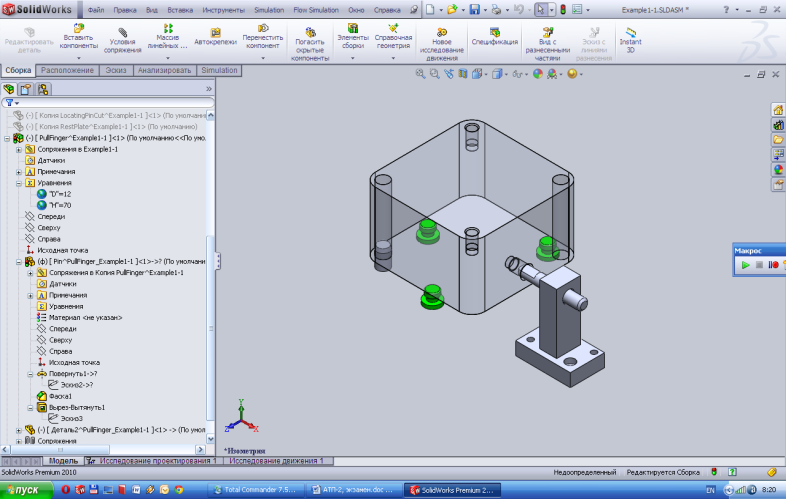 SolidWorks Файл Правка Вид Вставка Инструменты Simulation Flow Simulation Окно Справка Example1-1.SLDASM *
Редактировать деталь
Вставить компоненты
Условия сопряжения
Массив линейных ...
Автокрепежи
Переместить компонент
Погасить скрытые компоненты
Элементы сборки
Справочная геометрия
Новое исследование движения
Спецификация
Вид с разнесенными частями
Эскиз с линиями разнесения
Instant 3D
Сборка Расположение Эскиз Анализировать Simulation
(-) [ Копия LocatingPinCut^Example1-1 ]<1> (По умолчани
(-) [ Копия RestPlate^Example1-1 ]<1> (По умолчанию)
(-) [ PullFinger^Example1-1 ]<1> (По умолчанию<<По умо.
Сопряжения в Example1-1
Датчики
Примечания
Уравнения
"D"=12
"H"=70
Спереди
Сверху
Справа
Исходная точка
(ф) [ Pin^PullFinger_Example1-1 ]<1>->? (По умолчани
Сопряжения в Копия PullFinger^Example1-1
Датчики
Примечания
Уравнения
Материал <не указан>
Спереди
Сверху
Справа
Исходная точка
Повернуть1->?
Эскиз2->?
Фаска1
Вырез-Вытянуть1
Эскиз3
(-) [ Деталь2^PullFinger_Example1-1 ]<1> -> (По умол
Сопряжения
Макрос
*Изометрия
Модель Исследование проектирования 1 Исследование движения 1
SolidWorks Premium 2010 Недоопределенный Редактируется Сборка
пуск Total Commander 7.5... АТП-2, экзамен.doc ... SolidWorks Premium 2... EN 8:20